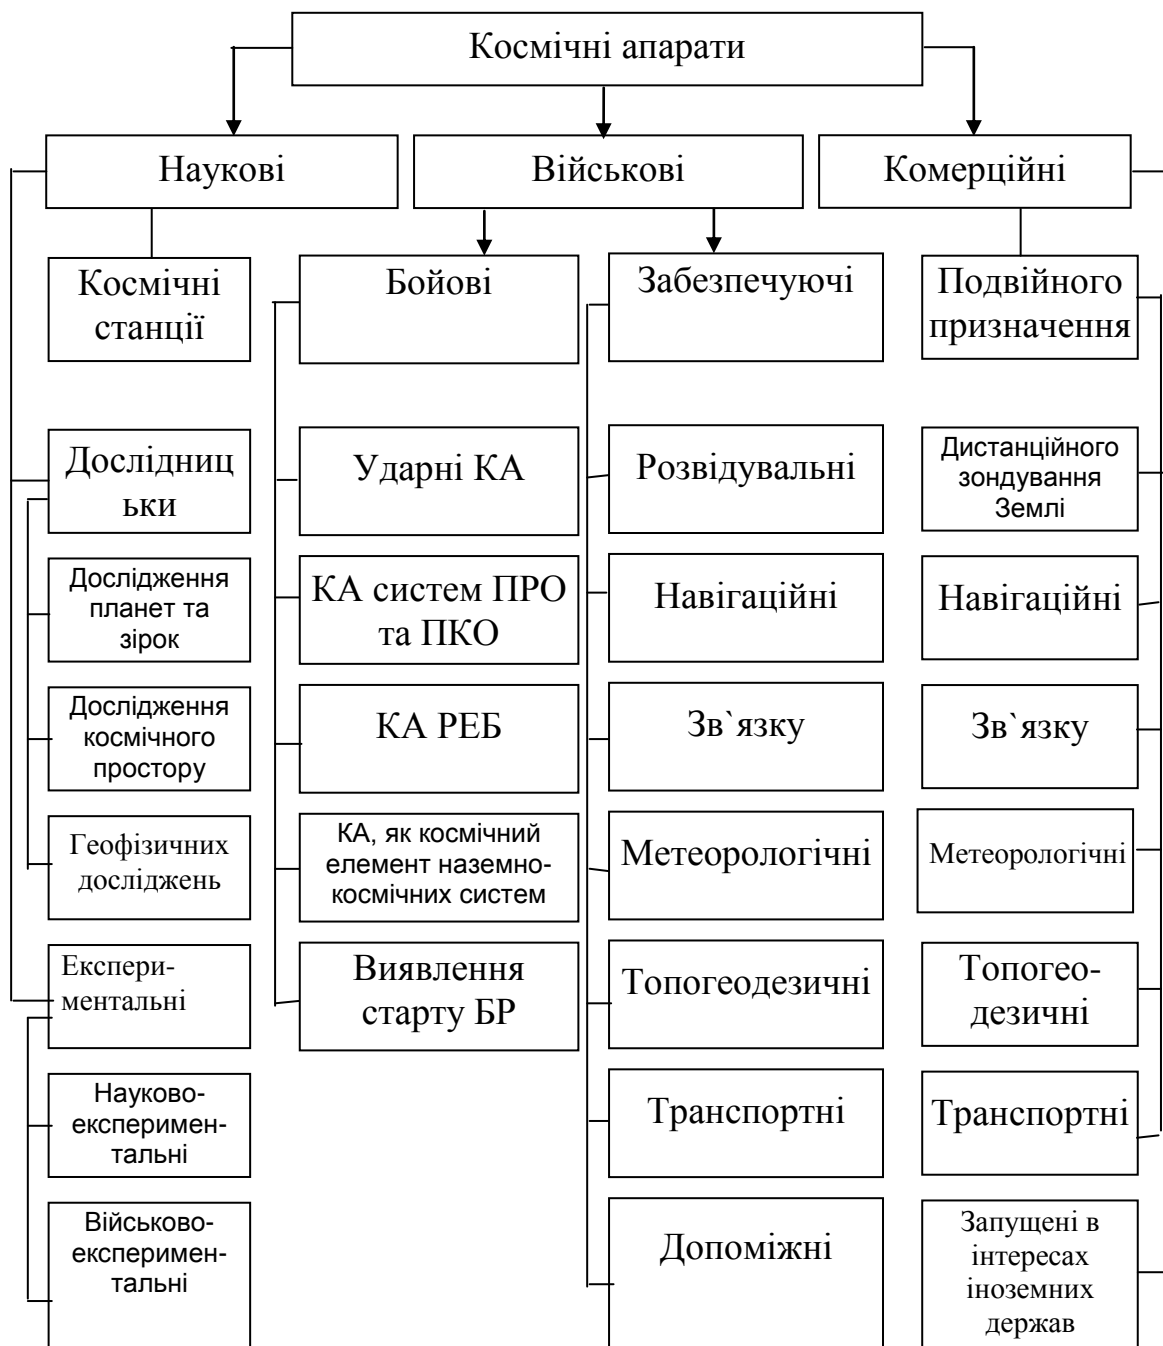 Космічні апарати
Наукові
Військові
Комерційні
Космічні
станції
Бойові
Забезпечуючі
Подвійного
призначення
Дослідниц
ьки
Ударні КА
Розвідувальні
Дистанційного
зондування
Землі
Дослідження
планет та
зірок
КА систем ПРО
та ПКО
Навігаційні
Навігаційні
Дослідження
космічного
простору
КА РЕБ
Зв`язку
Зв`язку
Геофізичних
досліджень
КА, як космічний
елемент наземно-
космічних систем
Метеорологічні
Метеорологічні
Експери-
ментальні
Виявлення
старту БР
Топогеодезичні
Топогео-
дезичні
Науково-
експеримен-
тальні
Транспортні
Транспортні
Військово-
експеримен-
тальні
Допоміжні
Запущені в
інтересах
іноземних
держав